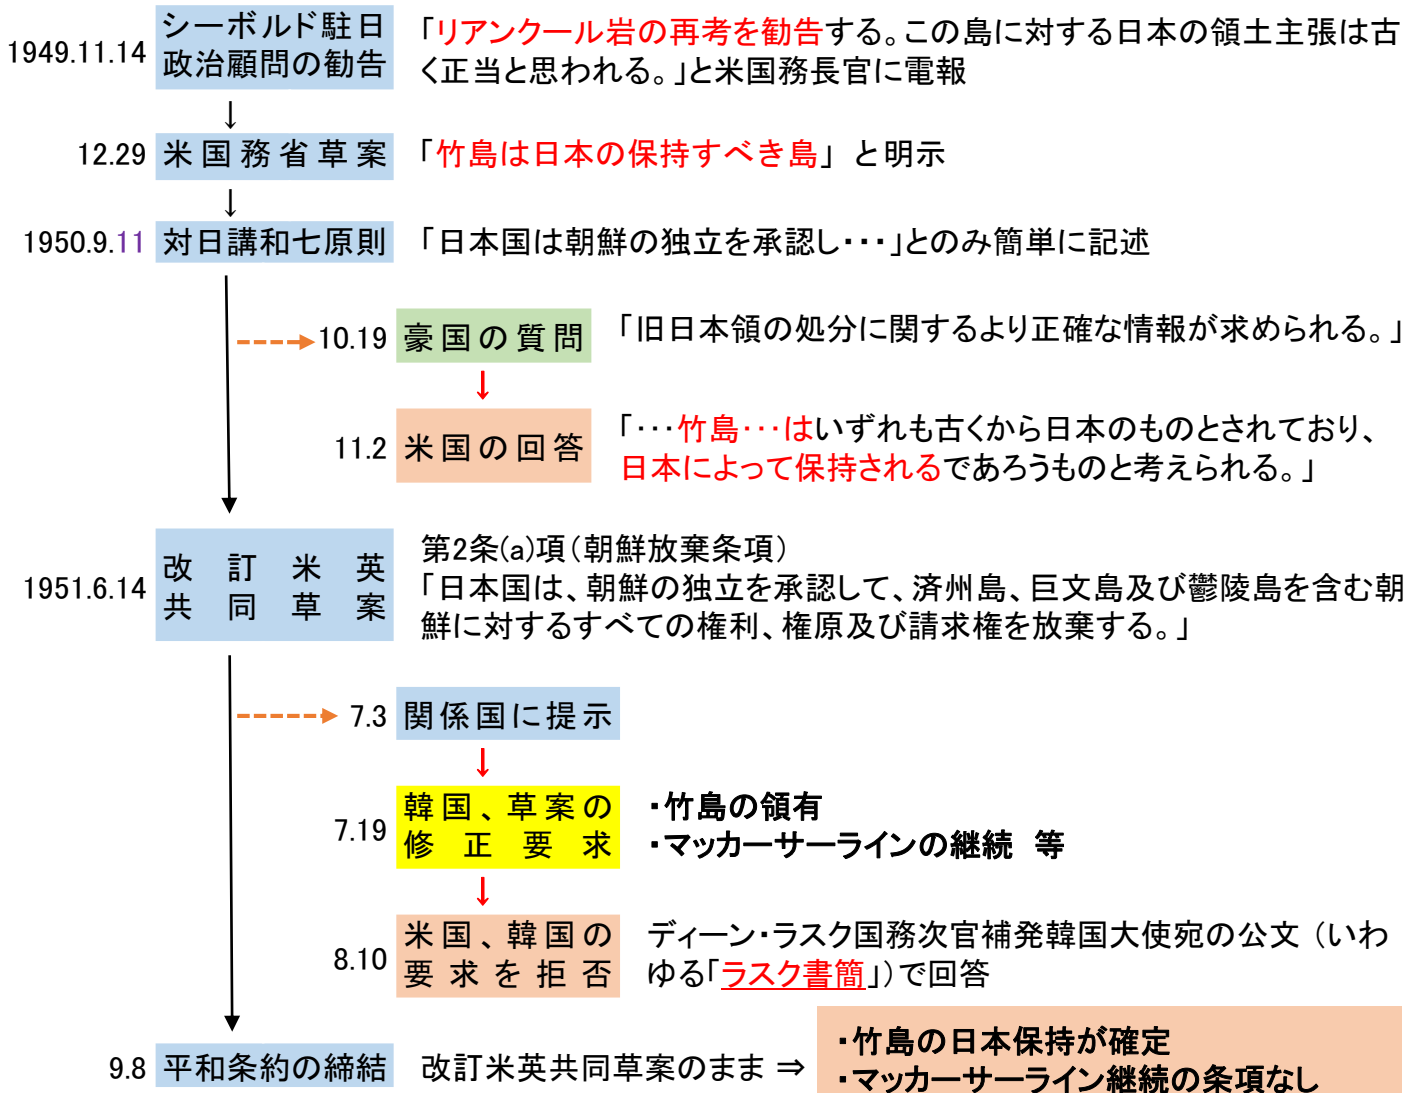 1949.11.14
シーボルド駐日
政治顧問の勧告
「リアンクール岩の再考を勧告する。この島に対する日本の領土主張は古
く正当と思われる。」と米国務長官に電報
↓
12.29
米国務省草案
「竹島は日本の保持すべき島」 と明示
↓
1950.9.11
対日講和七原則
「日本国は朝鮮の独立を承認し・・・」とのみ簡単に記述
10.19
豪国の質問
「旧日本領の処分に関するより正確な情報が求められる。」
↓
11.2
米国の回答
「･･･竹島･･･はいずれも古くから日本のものとされており、
日本によって保持されるであろうものと考えられる。」
1951.6.14
改訂米英
共同草案
第2条(a)項（朝鮮放棄条項）
「日本国は、朝鮮の独立を承認して、済州島、巨文島及び鬱陵島を含む朝
鮮に対するすべての権利、権原及び請求権を放棄する。」
7.3
関係国に提示
↓
7.19
韓国、草案の
修正要求
・竹島の領有
・マッカーサーラインの継続 等
↓
8.10
米国、韓国の
要求を拒否
ディーン・ラスク国務次官補発韓国大使宛の公文（いわ
ゆる「ラスク書簡」）で回答
9.8
平和条約の締結
改訂米英共同草案のまま ⇒
・竹島の日本保持が確定
・マッカーサーライン継続の条項なし